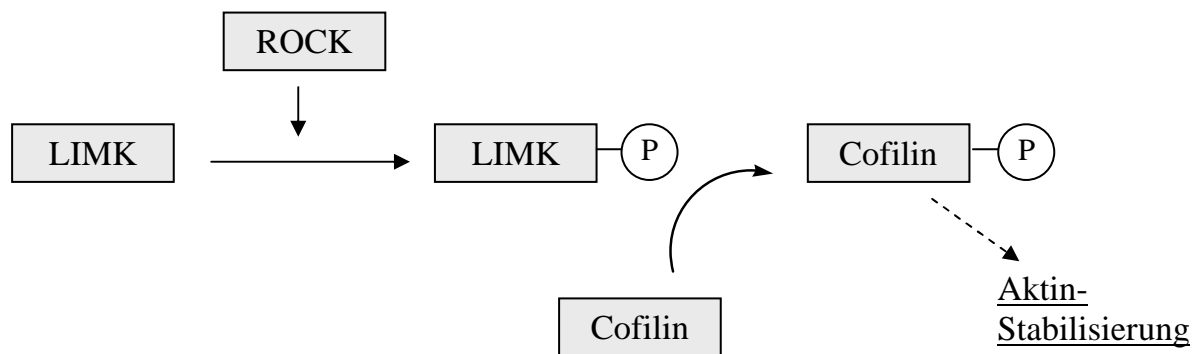 ROCK
LIMK
LIMK
P
Cofilin
P
Cofilin
Aktin-
Stabilisierung